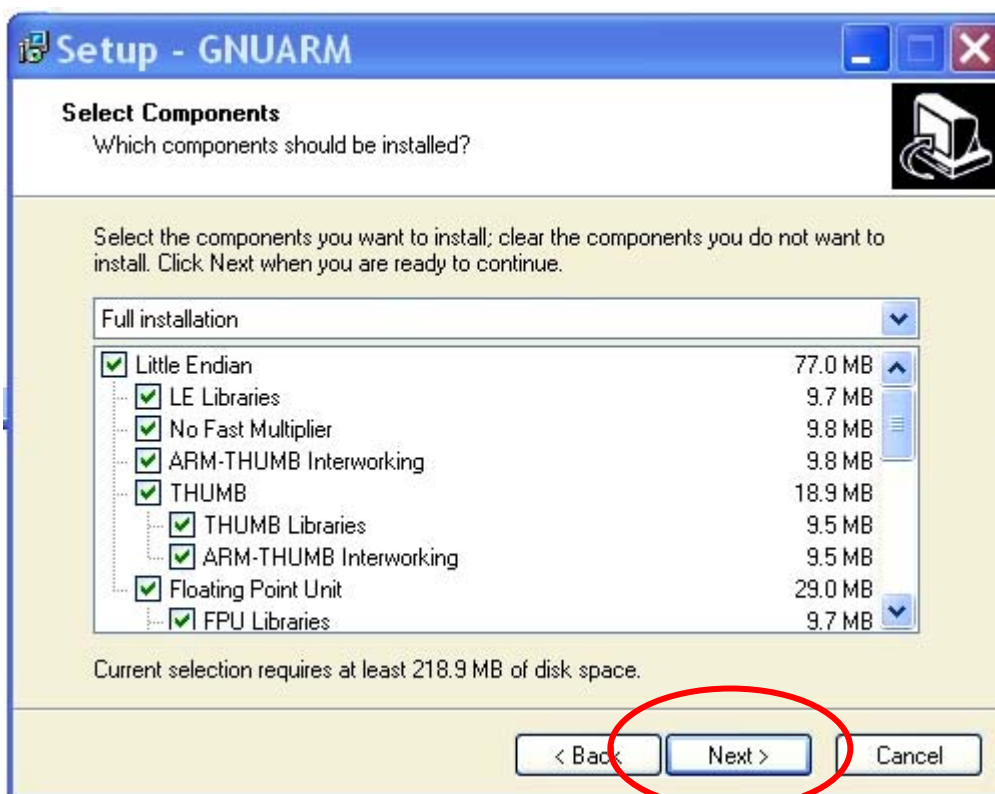 Setup - GNUARM
Select Components
Which components should be installed?
Select the components you want to install; clear the components you do not want to
install. Click Next when you are ready to continue.
Full installation
Little Endian 77.0 MB
LE Libraries 9.7 MB
No Fast Multiplier 9.8 MB
ARM-THUMB Interworking 9.8 MB
THUMB 18.9 MB
THUMB Libraries 9.5 MB
ARM-THUMB Interworking 9.5 MB
Floating Point Unit 29.0 MB
FPU Libraries 9.7 MB
Current selection requires at least 218.9 MB of disk space.
< Back Next > Cancel